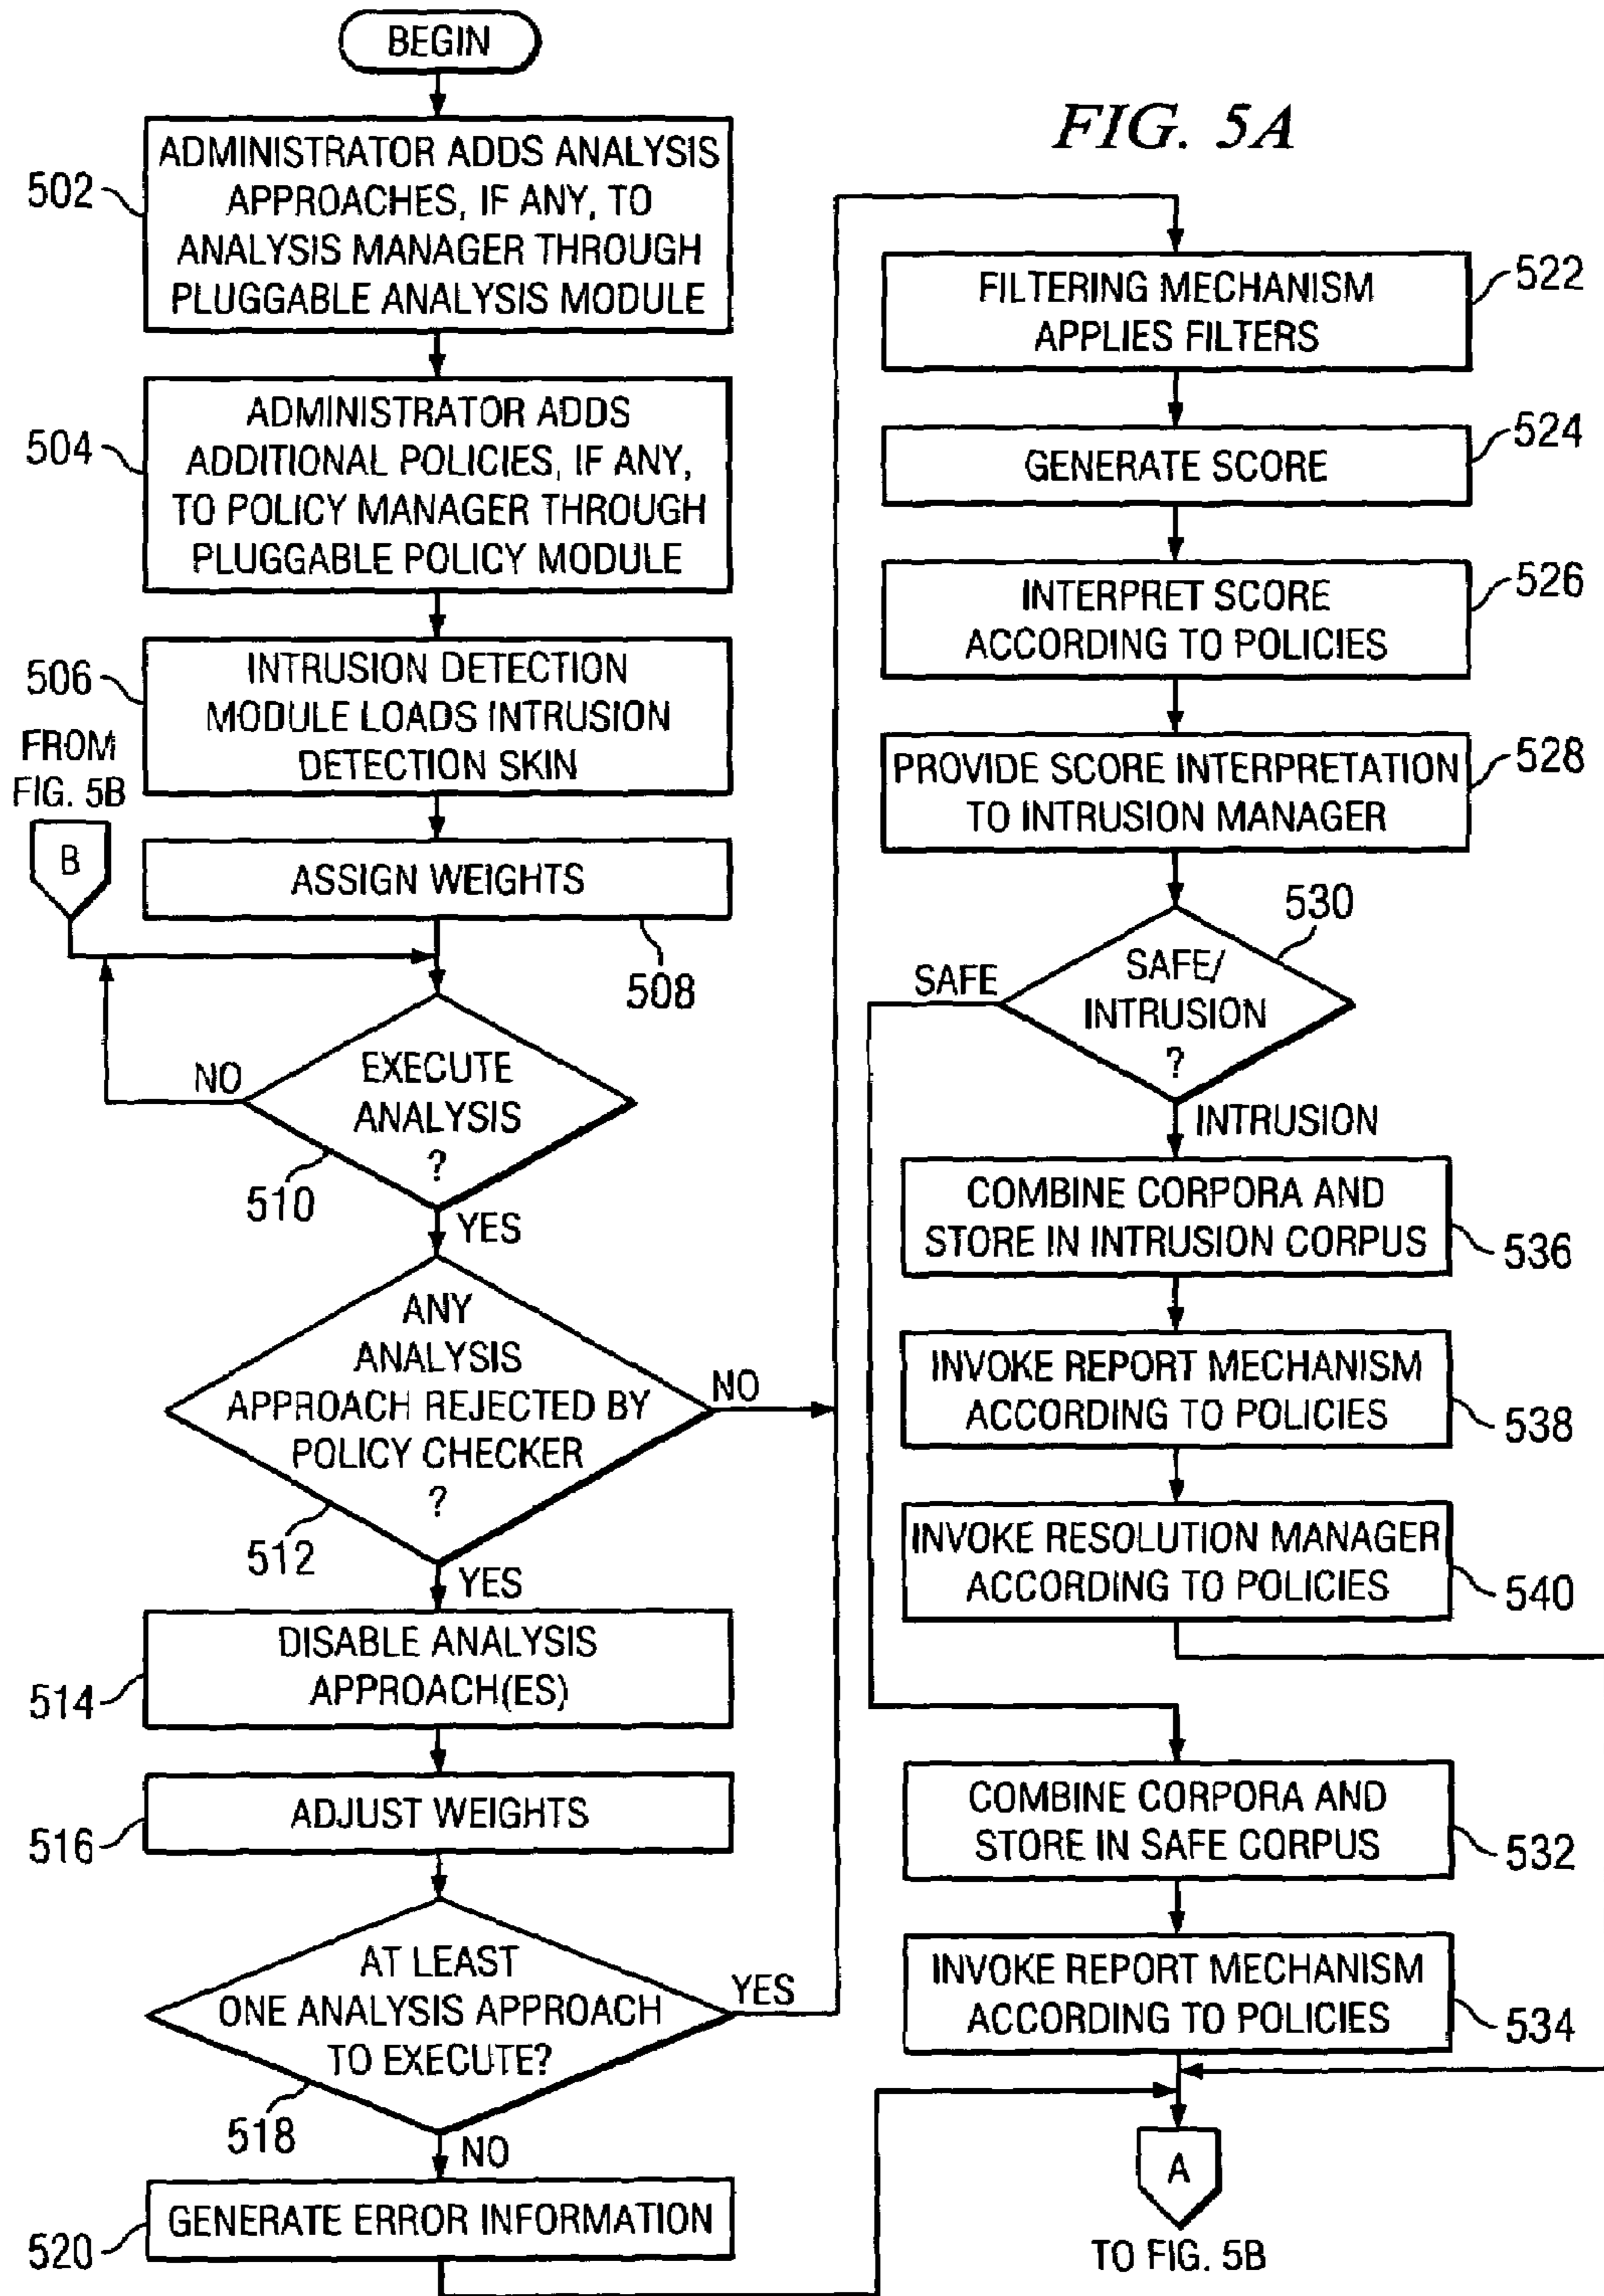 BEGIN
FIG. 5A
502
ADMINISTRATOR ADDS ANALYSIS
APPROACHES, IF ANY, TO
ANALYSIS MANAGER THROUGH
PLUGGABLE ANALYSIS MODULE
504
ADMINISTRATOR ADDS
ADDITIONAL POLICIES, IF ANY,
TO POLICY MANAGER THROUGH
PLUGGABLE POLICY MODULE
506
INTRUSION DETECTION
MODULE LOADS INTRUSION
DETECTION SKIN
FROM
FIG. 5B
B
ASSIGN WEIGHTS
508
NO
EXECUTE
ANALYSIS
?
510
YES
ANY
ANALYSIS
APPROACH REJECTED BY
POLICY CHECKER
?
NO
512
YES
DISABLE ANALYSIS
APPROACH(ES)
514
ADJUST WEIGHTS
516
AT LEAST
ONE ANALYSIS APPROACH
TO EXECUTE?
YES
518
NO
GENERATE ERROR INFORMATION
520
FILTERING MECHANISM
APPLIES FILTERS
522
GENERATE SCORE
524
INTERPRET SCORE
ACCORDING TO POLICIES
526
PROVIDE SCORE INTERPRETATION
TO INTRUSION MANAGER
528
530
SAFE
SAFE/
INTRUSION
?
INTRUSION
COMBINE CORPORA AND
STORE IN INTRUSION CORPUS
536
INVOKE REPORT MECHANISM
ACCORDING TO POLICIES
538
INVOKE RESOLUTION MANAGER
ACCORDING TO POLICIES
540
COMBINE CORPORA AND
STORE IN SAFE CORPUS
532
INVOKE REPORT MECHANISM
ACCORDING TO POLICIES
534
A
TO FIG. 5B